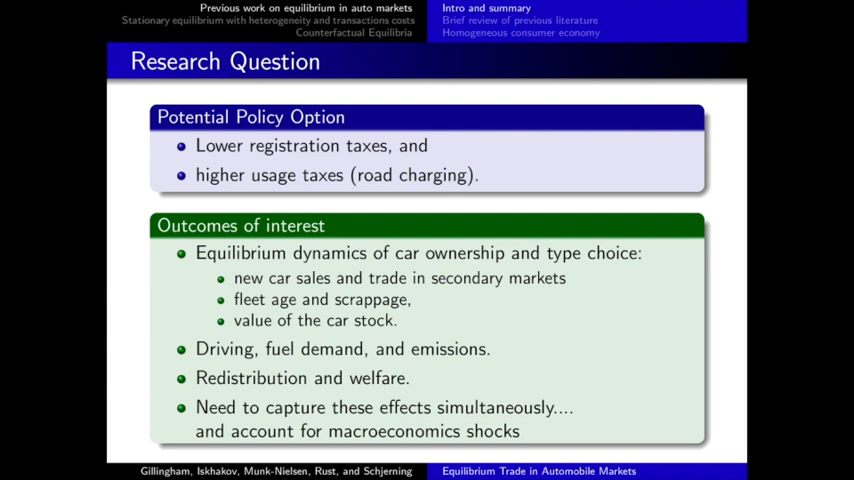 Previous work on equilibrium in auto markets
Stationary equilibrium with heterogeneity and transactions costs
Counterfactual Equilibria
Intro and summary
Brief review of previous literature
Homogeneous consumer economy
Research Question
Potential Policy Option
Lower registration taxes, and
higher usage taxes (road charging).
Outcomes of interest
Equilibrium dynamics of car ownership and type choice:
new car sales and trade in secondary markets
fleet age and scrappage,
value of the car stock.
Driving, fuel demand, and emissions.
Redistribution and welfare.
Need to capture these effects simultaneously....
and account for macroeconomics shocks
Gillingham, Iskhakov, Munk-Nielsen, Rust, and Schjerning
Equilibrium Trade in Automobile Markets